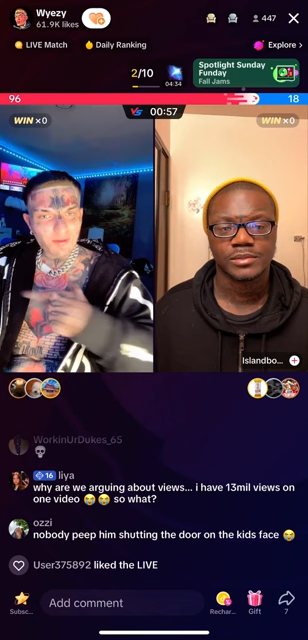 Wyezy
61.9K likes
447
LIVE Match
Daily Ranking
Explore >
2/10
04:34
Spotlight Sunday
Funday
Fall Jams
96
VS
00:57
18
WIN ×0
WIN ×0
Islandbo...
WorkinUrDukes_65
💀
16 liya
why are we arguing about views... i have 13mil views on
one video 😭😭 so what?
ozzi
nobody peep him shutting the door on the kids face 😭
User375892 liked the LIVE
Subsc...
Add comment
Rechar...
Gift
7